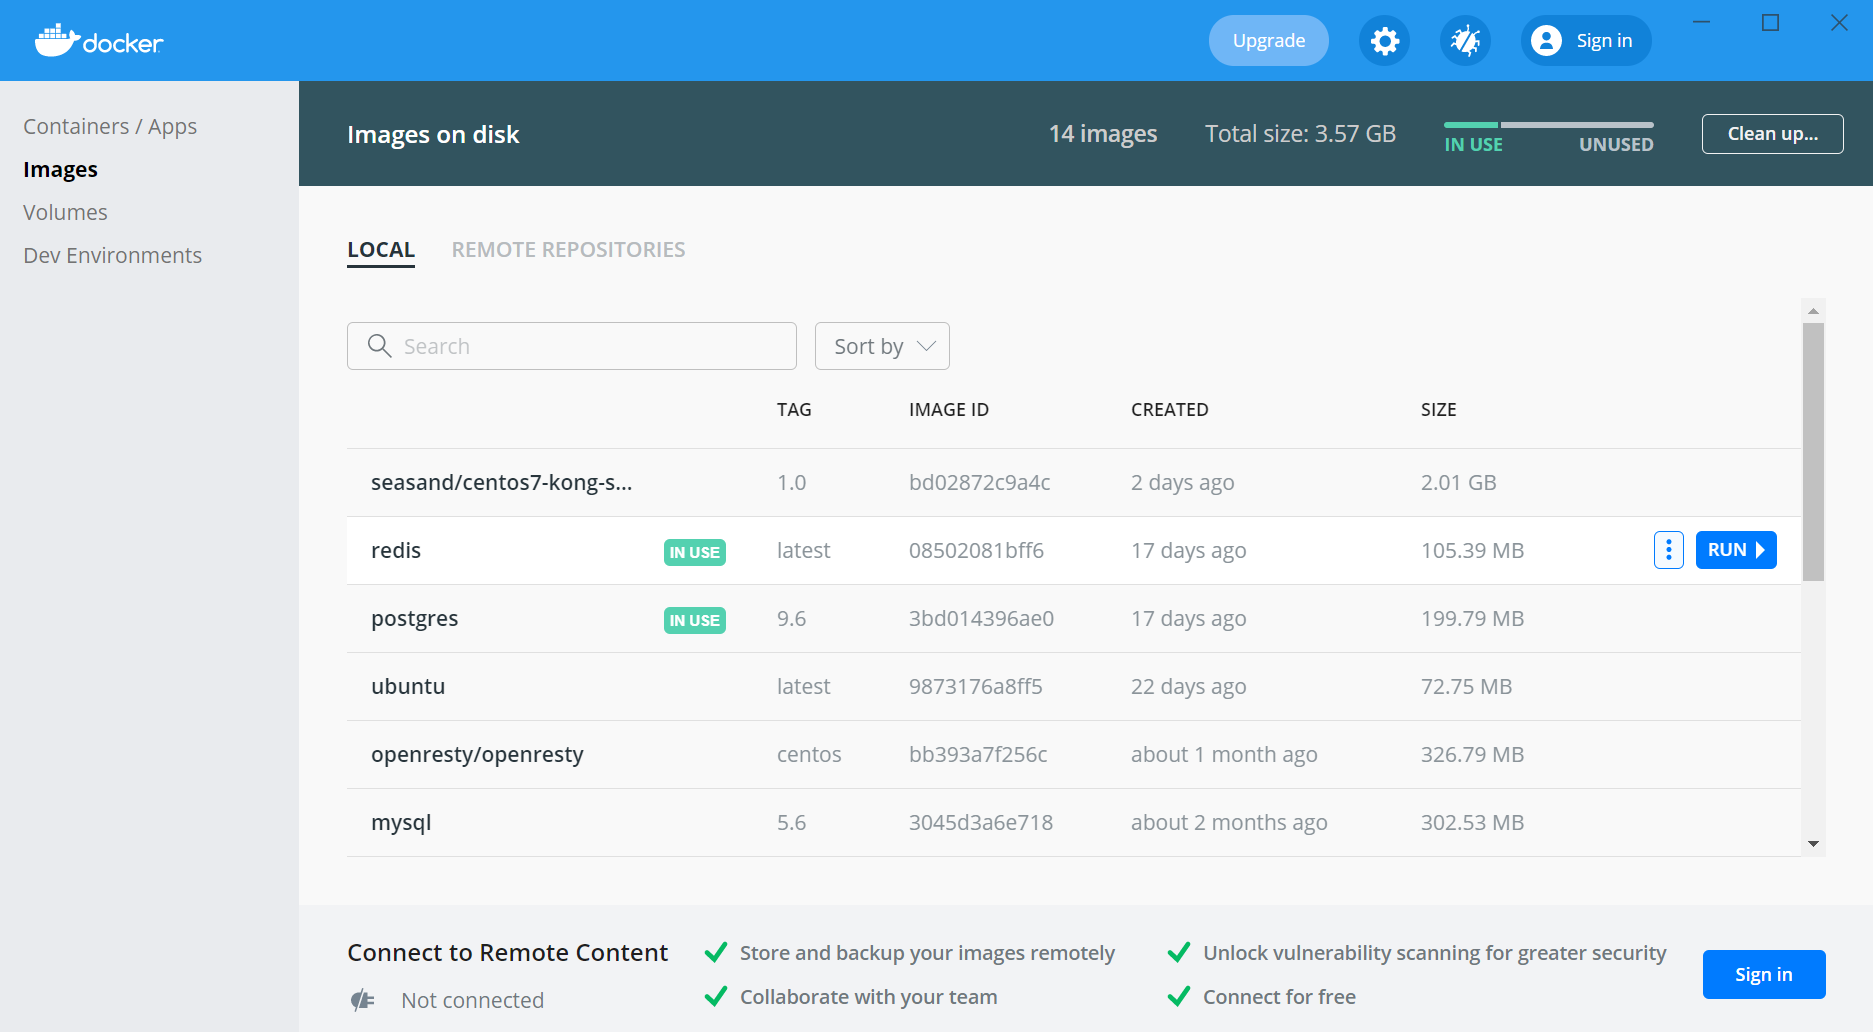 docker
Upgrade
Sign in
Containers / Apps
Images
Volumes
Dev Environments
Images on disk
14 images
Total size: 3.57 GB
IN USE
UNUSED
Clean up...
LOCAL
REMOTE REPOSITORIES
Search
Sort by
TAG IMAGE ID CREATED SIZE
seasand/centos7-kong-s... 1.0 bd02872c9a4c 2 days ago 2.01 GB
redis IN USE latest 08502081bff6 17 days ago 105.39 MB RUN
postgres IN USE 9.6 3bd014396ae0 17 days ago 199.79 MB
ubuntu latest 9873176a8ff5 22 days ago 72.75 MB
openresty/openresty centos bb393a7f256c about 1 month ago 326.79 MB
mysql 5.6 3045d3a6e718 about 2 months ago 302.53 MB
Connect to Remote Content
Not connected
Store and backup your images remotely
Collaborate with your team
Unlock vulnerability scanning for greater security
Connect for free
Sign in